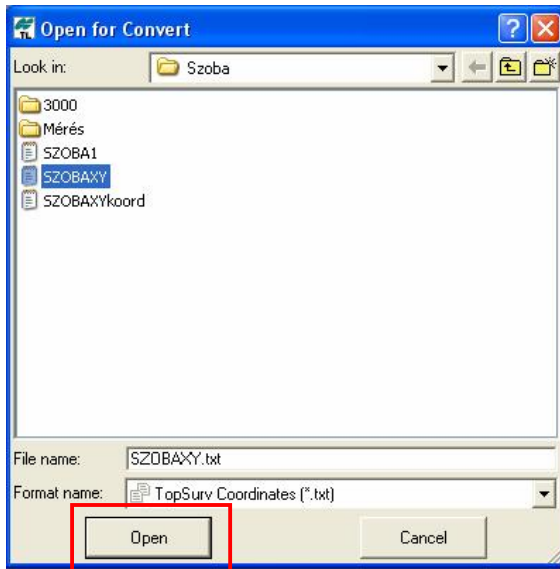 TL Open for Convert
Look in: Szoba
3000
Mérés
SZOBA1
SZOBAXY
SZOBAXYkoord
File name: SZOBAXY.txt
Format name: TopSurv Coordinates (*.txt)
Open Cancel